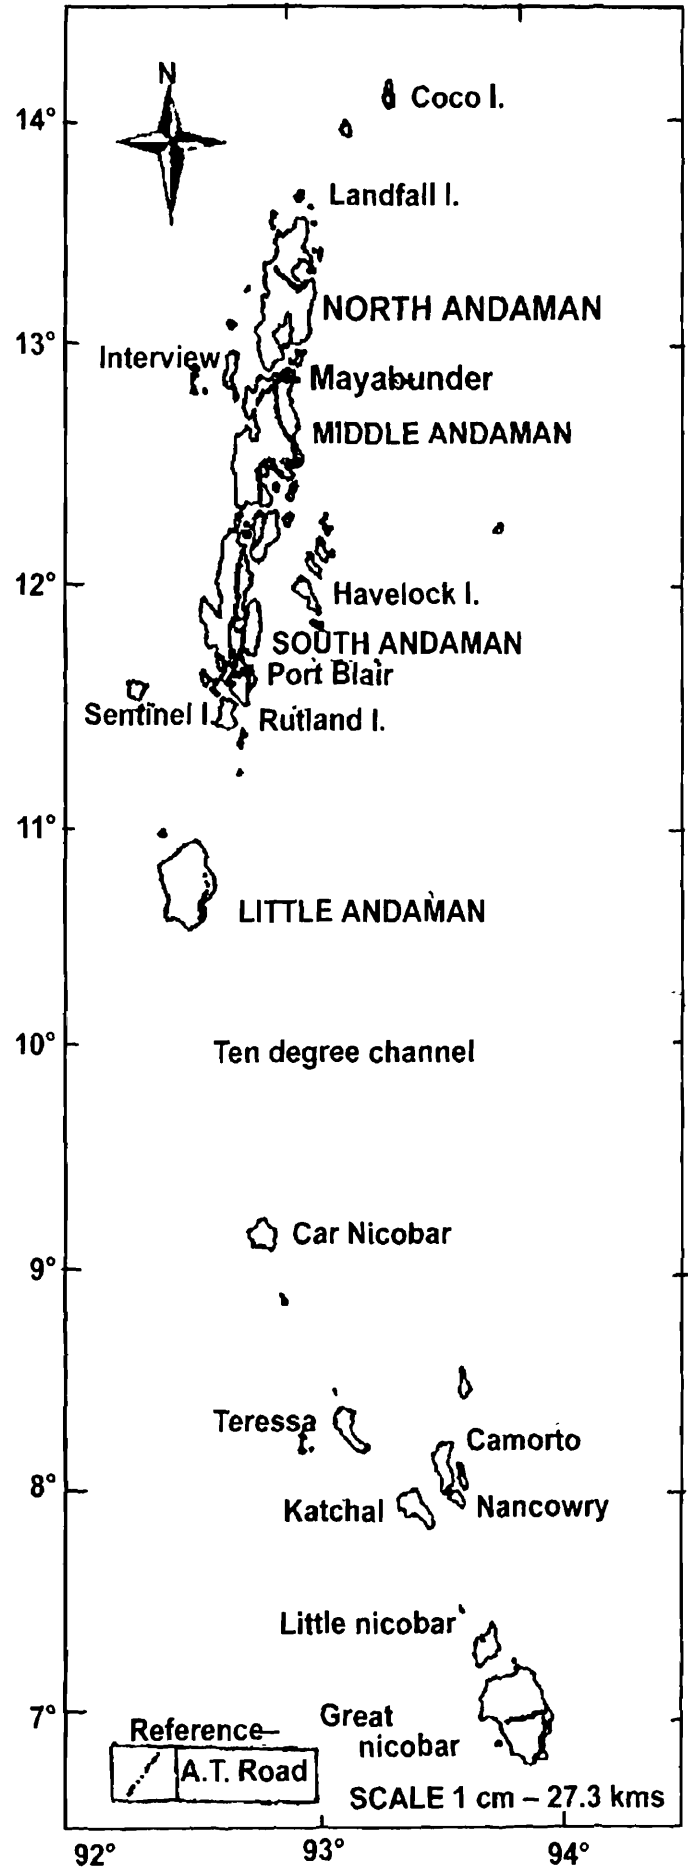 N
Coco I.
14°
Landfall I.
NORTH ANDAMAN
13°
Interview
Mayabunder
MIDDLE ANDAMAN
12°
Havelock I.
SOUTH ANDAMAN
Port Blair
Sentinel I.
Rutland I.
11°
LITTLE ANDAMAN
10°
Ten degree channel
Car Nicobar
9°
Teressa
Camorto
8°
Katchal
Nancowry
Little nicobar
7°
Great
nicobar
Reference–
A.T. Road
SCALE 1 cm – 27.3 kms
92°
93°
94°